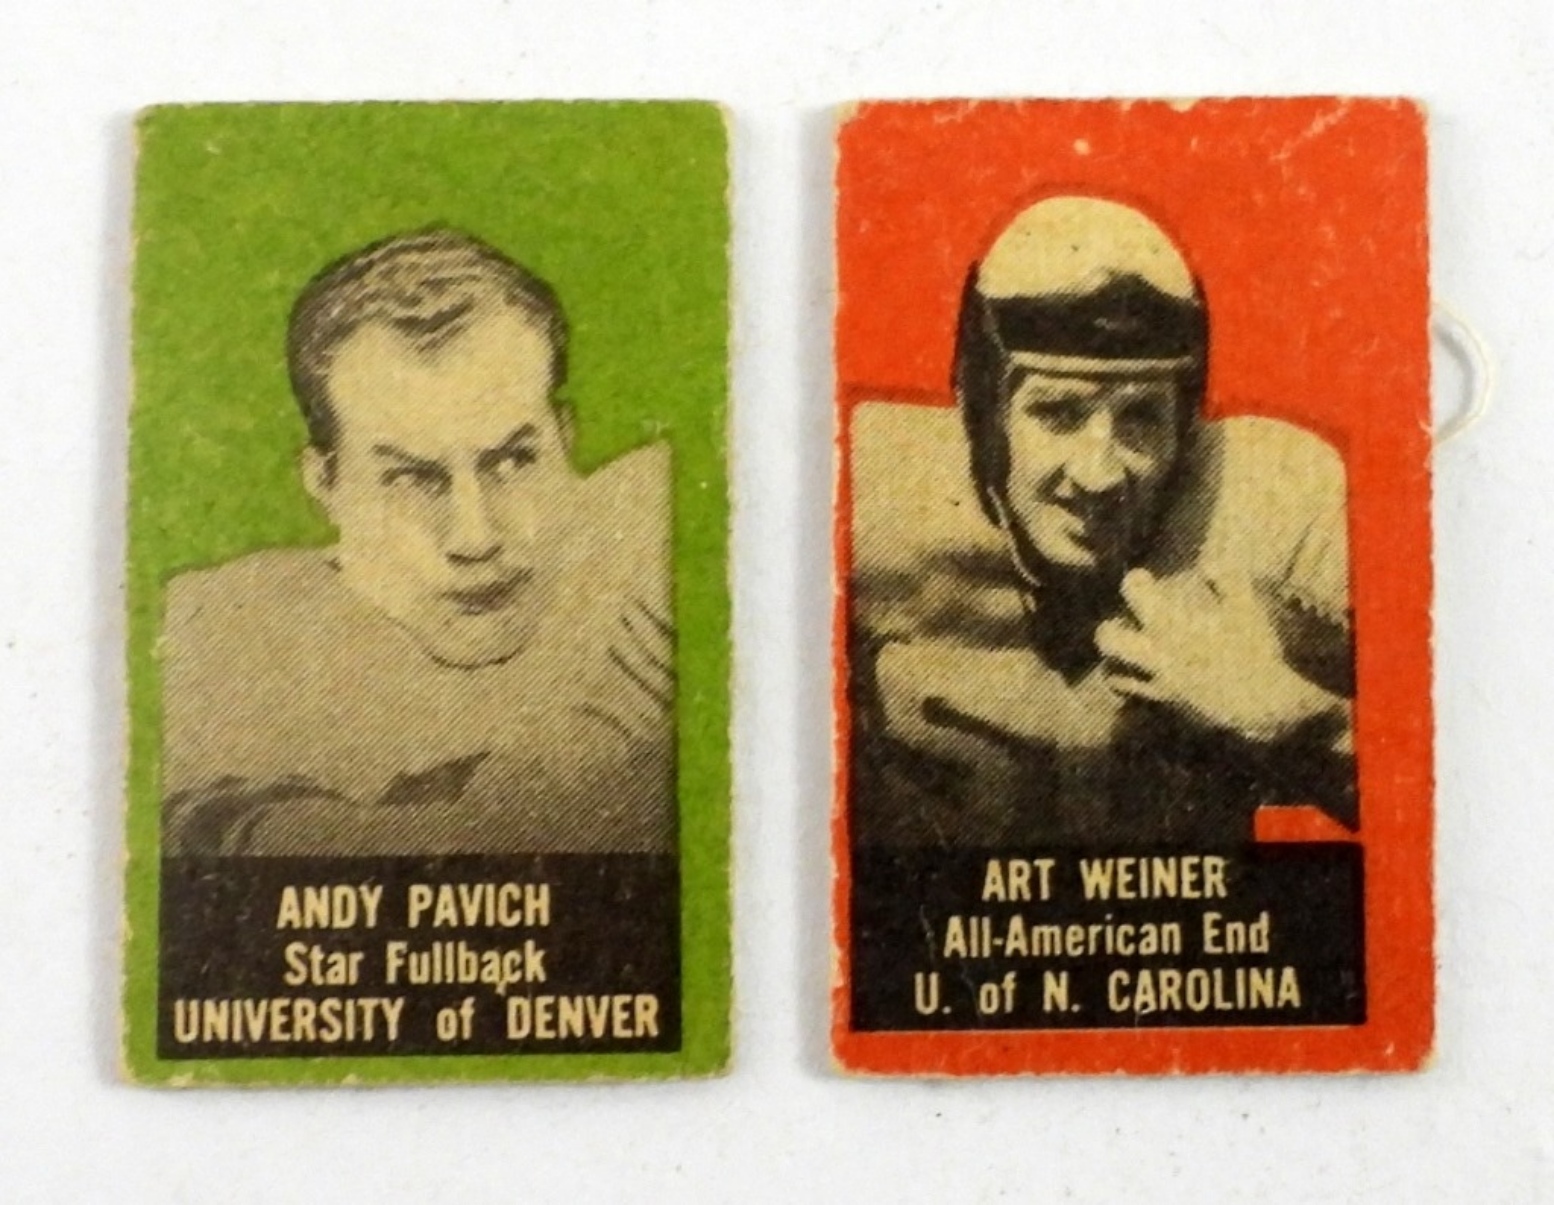 ANDY PAVICH
Star Fullback
UNIVERSITY of DENVER
ART WEINER
All-American End
U. of N. CAROLINA